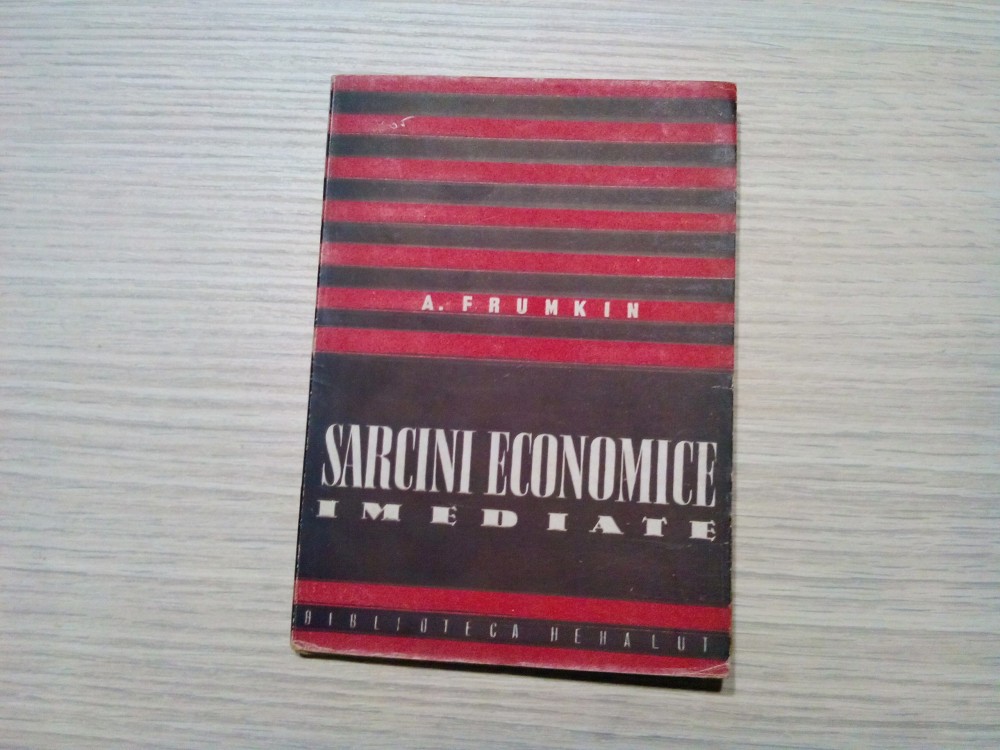 A. FRUMKIN
SARCINI ECONOMICE
IMEDIATE
BIBLIOTECA HEHALUT